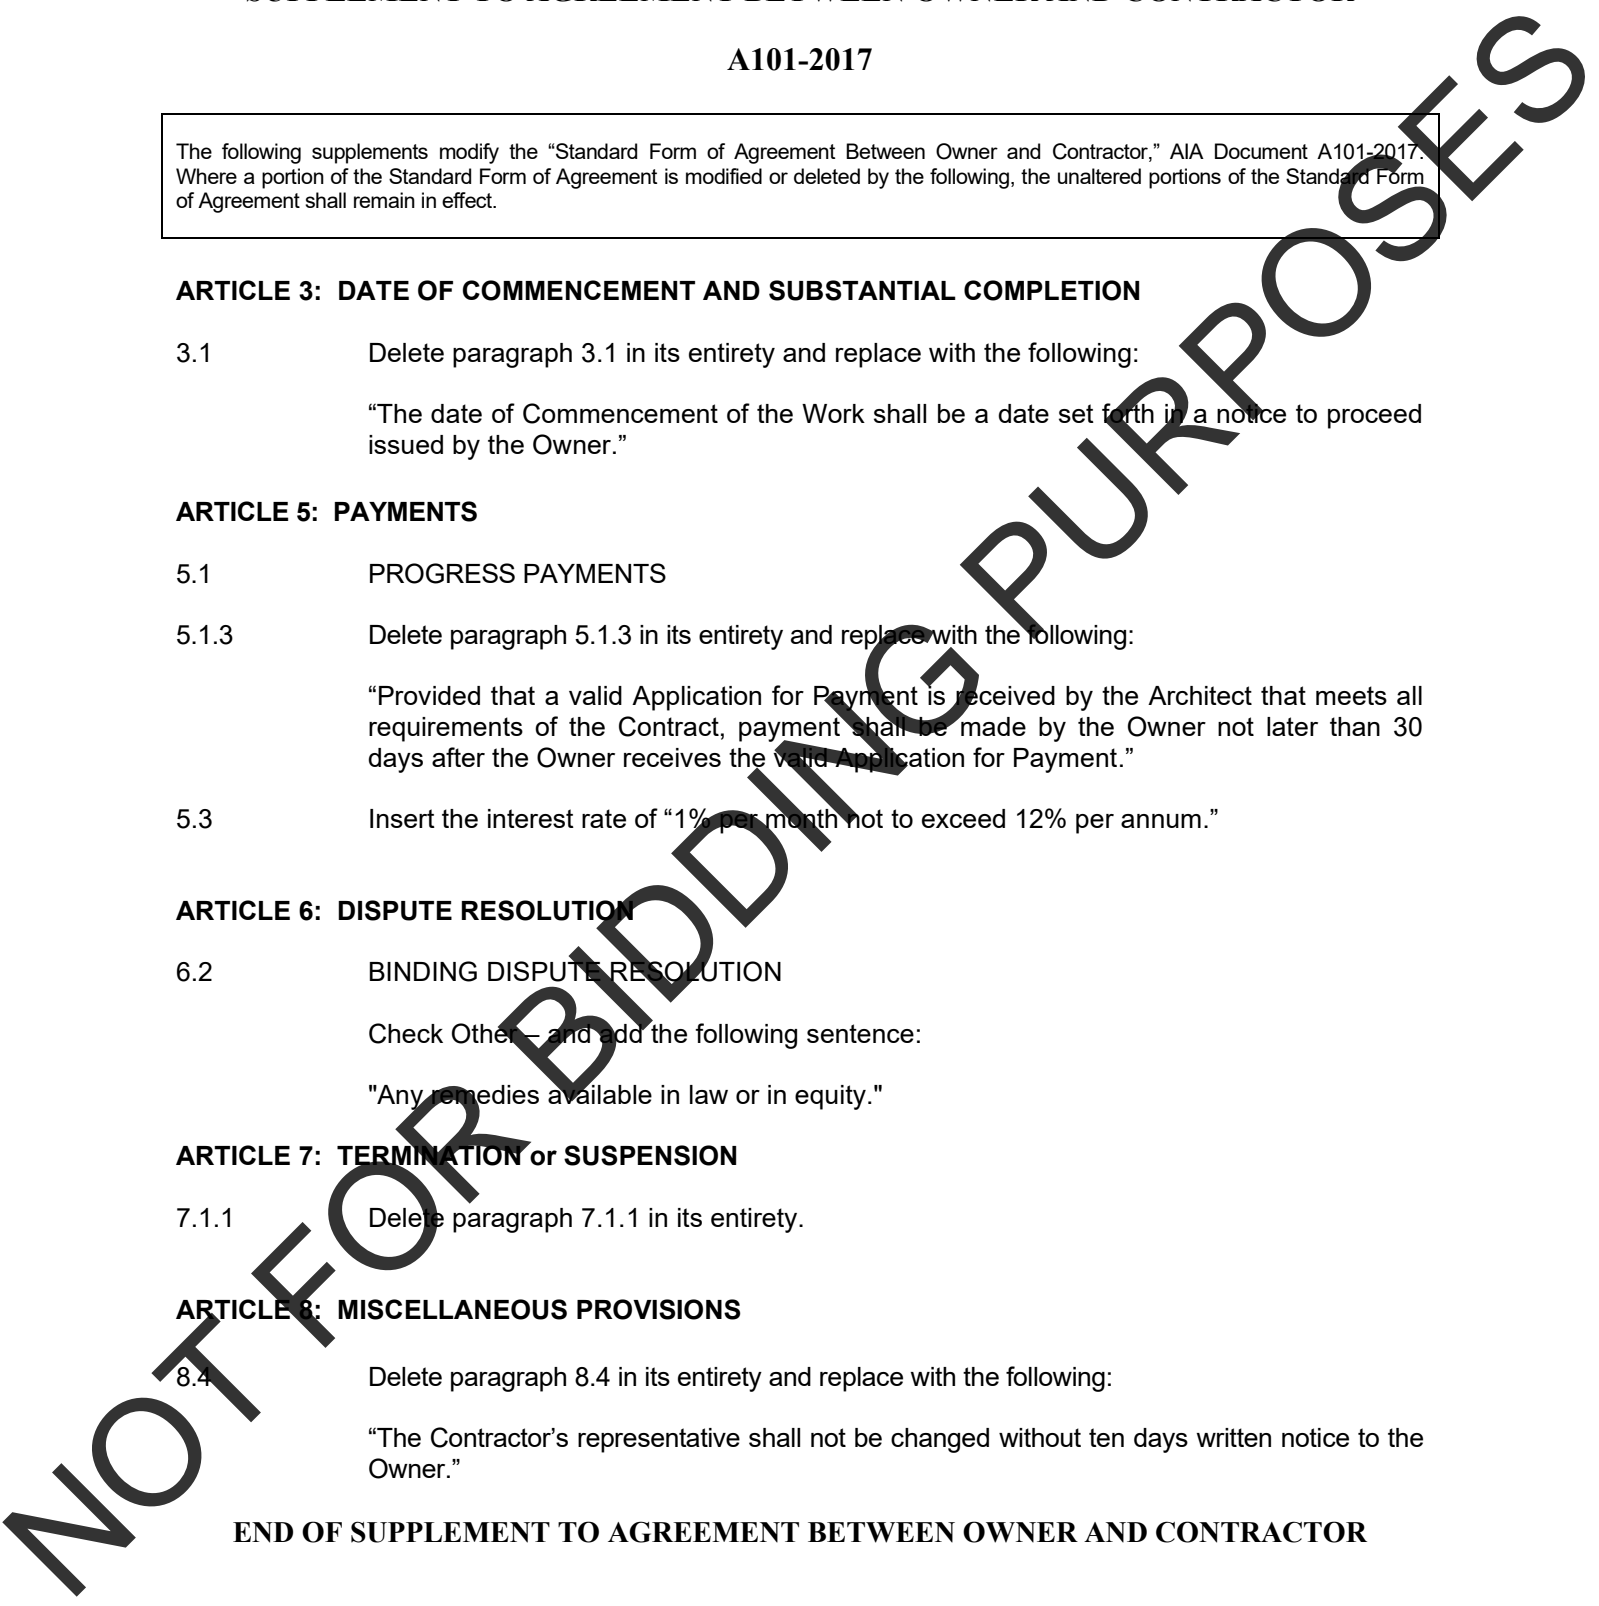 SUPPLEMENT TO AGREEMENT BETWEEN OWNER AND CONTRACTOR
A101-2017
The following supplements modify the “Standard Form of Agreement Between Owner and Contractor,” AIA Document A101-2017.
Where a portion of the Standard Form of Agreement is modified or deleted by the following, the unaltered portions of the Standard Form
of Agreement shall remain in effect.
ARTICLE 3: DATE OF COMMENCEMENT AND SUBSTANTIAL COMPLETION
3.1 Delete paragraph 3.1 in its entirety and replace with the following:
“The date of Commencement of the Work shall be a date set forth in a notice to proceed
issued by the Owner.”
ARTICLE 5: PAYMENTS
5.1 PROGRESS PAYMENTS
5.1.3 Delete paragraph 5.1.3 in its entirety and replace with the following:
“Provided that a valid Application for Payment is received by the Architect that meets all
requirements of the Contract, payment shall be made by the Owner not later than 30
days after the Owner receives the valid Application for Payment.”
5.3 Insert the interest rate of “1% per month not to exceed 12% per annum.”
ARTICLE 6: DISPUTE RESOLUTION
6.2 BINDING DISPUTE RESOLUTION
Check Other – and add the following sentence:
"Any remedies available in law or in equity."
ARTICLE 7: TERMINATION or SUSPENSION
7.1.1 Delete paragraph 7.1.1 in its entirety.
ARTICLE 8: MISCELLANEOUS PROVISIONS
8.4 Delete paragraph 8.4 in its entirety and replace with the following:
“The Contractor’s representative shall not be changed without ten days written notice to the
Owner.”
END OF SUPPLEMENT TO AGREEMENT BETWEEN OWNER AND CONTRACTOR
NOT FOR BIDDING PURPOSES